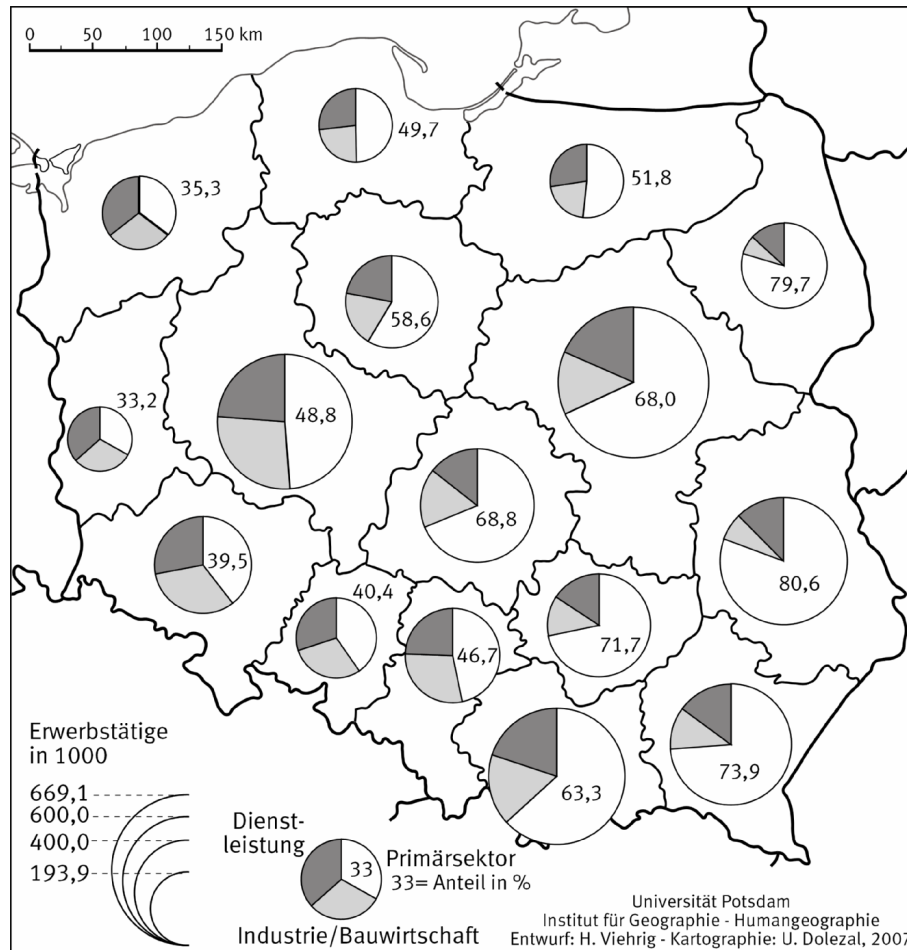 0 50 100 150 km
49,7
35,3
51,8
79,7
58,6
68,0
33,2
48,8
68,8
39,5
40,4
80,6
46,7
71,7
73,9
63,3
Erwerbstätige
in 1000
669,1
600,0
400,0
193,9
Dienst-
leistung
33
Primärsektor
33= Anteil in %
Industrie/Bauwirtschaft
Universität Potsdam
Institut für Geographie - Humangeographie
Entwurf: H. Viehrig - Kartographie: U. Dolezal, 2007